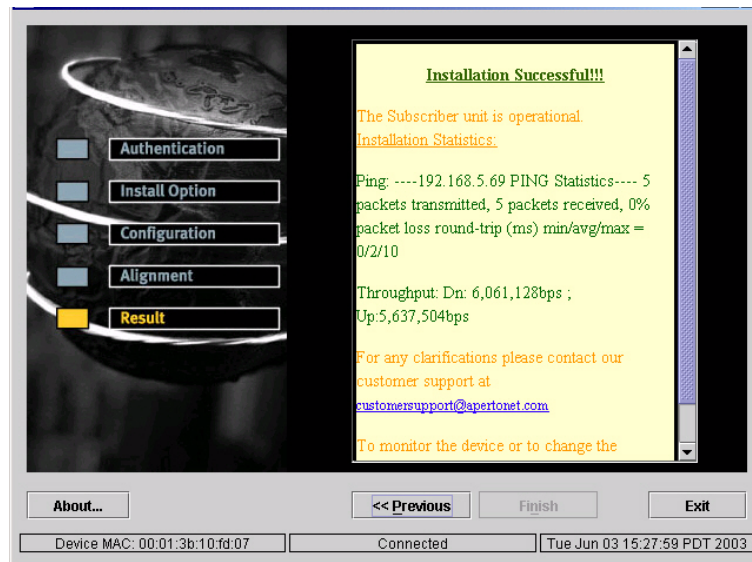 Authentication
Install Option
Configuration
Alignment
Result
Installation Successful!!!
The Subscriber unit is operational.
Installation Statistics:
Ping: ----192.168.5.69 PING Statistics---- 5
packets transmitted, 5 packets received, 0%
packet loss round-trip (ms) min/avg/max =
0/2/10
Throughput: Dn: 6,061,128bps ;
Up:5,637,504bps
For any clarifications please contact our
customer support at
customersupport@apertonet.com
To monitor the device or to change the
About...
<< Previous
Finish
Exit
Device MAC: 00:01:3b:10:fd:07
Connected
Tue Jun 03 15:27:59 PDT 2003